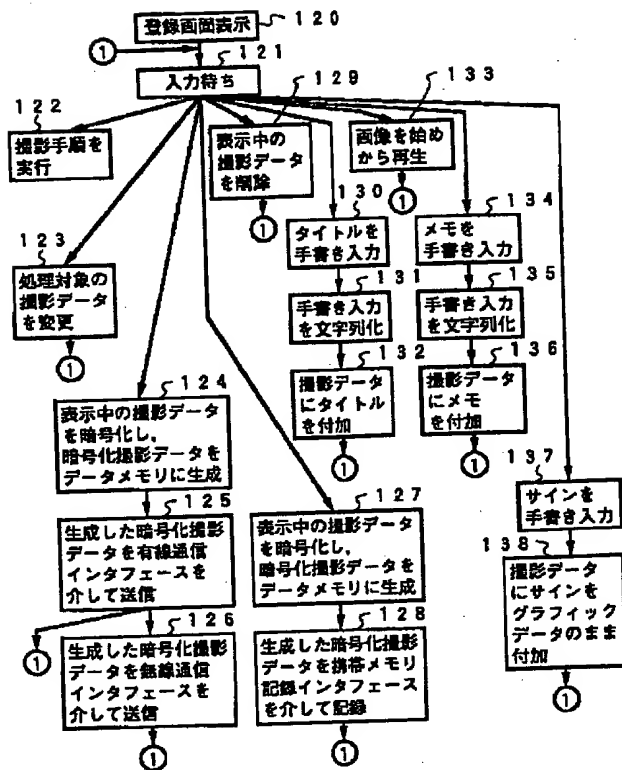 登録画面表示
120
①
121
入力待ち
122
撮影手順を
実行
129
表示中の
撮影データ
を削除
①
133
画像を始め
から再生
①
123
処理対象の
撮影データ
を変更
①
130
タイトルを
手書き入力
131
手書き入力
を文字列化
132
撮影データ
にタイトル
を付加
①
134
メモを
手書き入力
135
手書き入力
を文字列化
136
撮影データ
にメモ
を付加
①
124
表示中の撮影データ
を暗号化し,
暗号化撮影データを
データメモリに生成
125
生成した暗号化撮影
データを有線通信
インタフェースを
介して送信
①
126
生成した暗号化撮影
データを無線通信
インタフェースを
介して送信
①
127
表示中の撮影データ
を暗号化し,
暗号化撮影データを
データメモリに生成
128
生成した暗号化撮影
データを携帯メモリ
記録インタフェース
を介して記録
①
137
サインを
手書き入力
138
撮影データ
にサインを
グラフィック
データのまま
付加
①